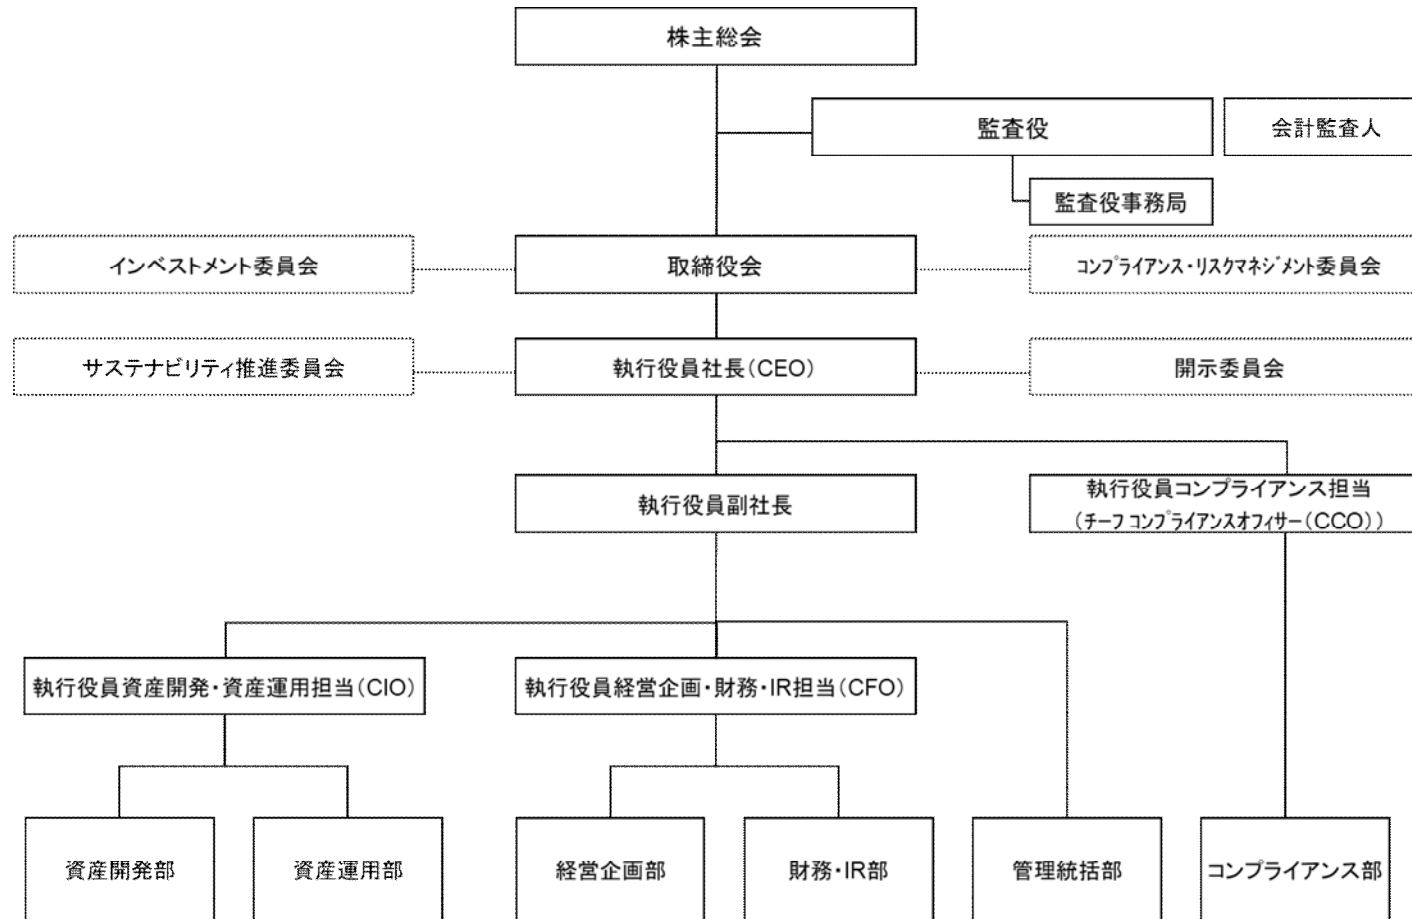 株主総会
監査役
会計監査人
監査役事務局
インベストメント委員会
取締役会
コンプライアンス・リスクマネジメント委員会
サステナビリティ推進委員会
執行役員社長（CEO）
開示委員会
執行役員副社長
執行役員コンプライアンス担当
（チーフコンプライアンスオフィサー（CCO））
執行役員資産開発・資産運用担当（CIO）
執行役員経営企画・財務・IR担当（CFO）
資産開発部
資産運用部
経営企画部
財務・IR部
管理統括部
コンプライアンス部